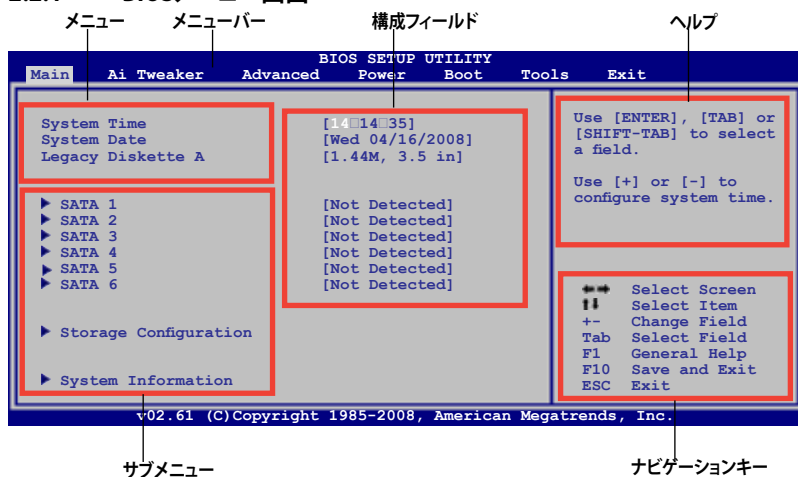 メニュー メニューバー 構成フィールド ヘルプ
BIOS SETUP UTILITY
Main Ai Tweaker Advanced Power Boot Tools Exit
System Time [14□14□35]
System Date [Wed 04/16/2008]
Legacy Diskette A [1.44M, 3.5 in]
SATA 1 [Not Detected]
SATA 2 [Not Detected]
SATA 3 [Not Detected]
SATA 4 [Not Detected]
SATA 5 [Not Detected]
SATA 6 [Not Detected]
Storage Configuration
System Information
Use [ENTER], [TAB] or
[SHIFT-TAB] to select
a field.
Use [+] or [-] to
configure system time.
←→ Select Screen
↑↓ Select Item
+- Change Field
Tab Select Field
F1 General Help
F10 Save and Exit
ESC Exit
v02.61 (C)Copyright 1985-2008, American Megatrends, Inc.
サブメニュー ナビゲーションキー